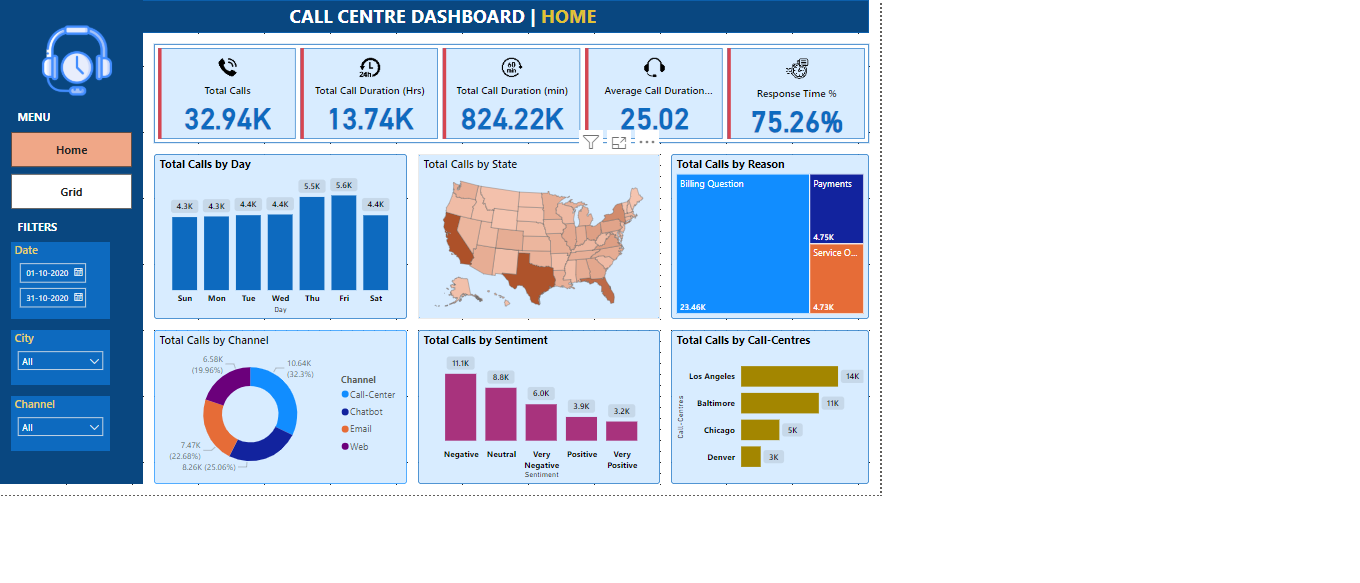 CALL CENTRE DASHBOARD | HOME
MENU
Home
Grid
FILTERS
Date
01-10-2020
31-10-2020
City
All
Channel
All
Total Calls
32.94K
24h
Total Call Duration (Hrs)
13.74K
60 min
Total Call Duration (min)
824.22K
Average Call Duration...
25.02
Response Time %
75.26%
Total Calls by Day
4.3K 4.3K 4.4K 4.4K 5.5K 5.6K 4.4K
Sun Mon Tue Wed Thu Fri Sat
Day
Total Calls by State
Total Calls by Reason
Billing Question
23.46K
Payments
4.75K
Service O...
4.73K
Total Calls by Channel
6.58K
(19.96%)
10.64K
(32.3%)
7.47K
(22.68%)
8.26K (25.06%)
Channel
Call-Center
Chatbot
Email
Web
Total Calls by Sentiment
11.1K 8.8K 6.0K 3.9K 3.2K
Negative Neutral Very Negative Positive Very Positive
Sentiment
Total Calls by Call-Centres
Call-Centres
Los Angeles 14K
Baltimore 11K
Chicago 5K
Denver 3K